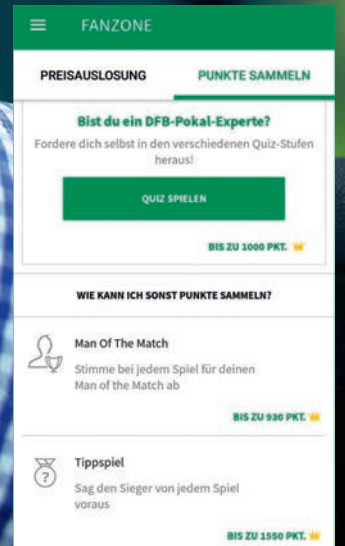 FANZONE
PREISAUSLOSUNG
PUNKTE SAMMELN
Bist du ein DFB-Pokal-Experte?
Fordere dich selbst in den verschiedenen Quiz-Stufen
heraus!
QUIZ SPIELEN
BIS ZU 1000 PKT.
WIE KANN ICH SONST PUNKTE SAMMELN?
Man Of The Match
Stimme bei jedem Spiel für deinen
Man of the Match ab
BIS ZU 930 PKT.
?
Tippspiel
Sag den Sieger von jedem Spiel
voraus
BIS ZU 1550 PKT.